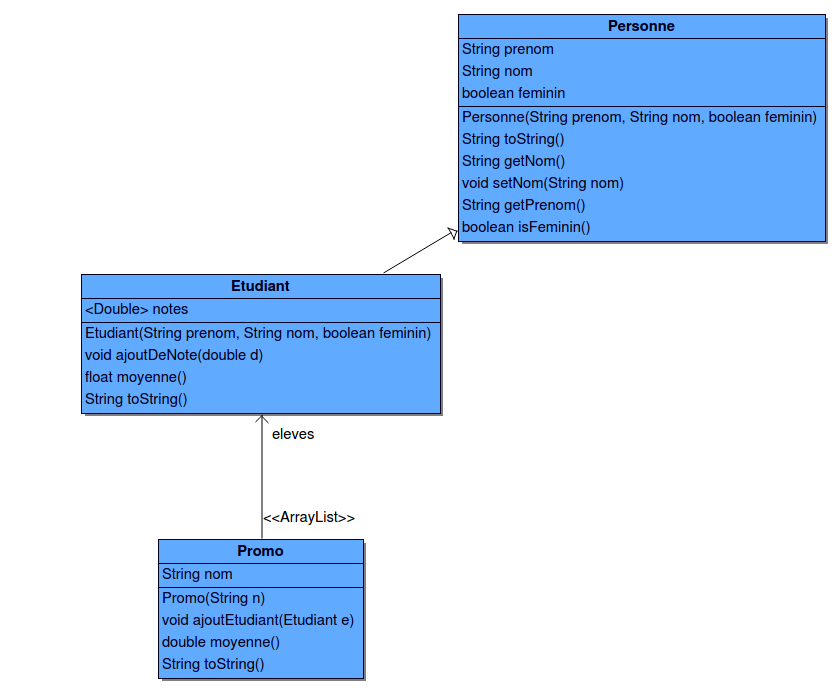 Personne
String prenom
String nom
boolean feminin
Personne(String prenom, String nom, boolean feminin)
String toString()
String getNom()
void setNom(String nom)
String getPrenom()
boolean isFeminin()
Etudiant
<Double> notes
Etudiant(String prenom, String nom, boolean feminin)
void ajoutDeNote(double d)
float moyenne()
String toString()
eleves
<<ArrayList>>
Promo
String nom
Promo(String n)
void ajoutEtudiant(Etudiant e)
double moyenne()
String toString()